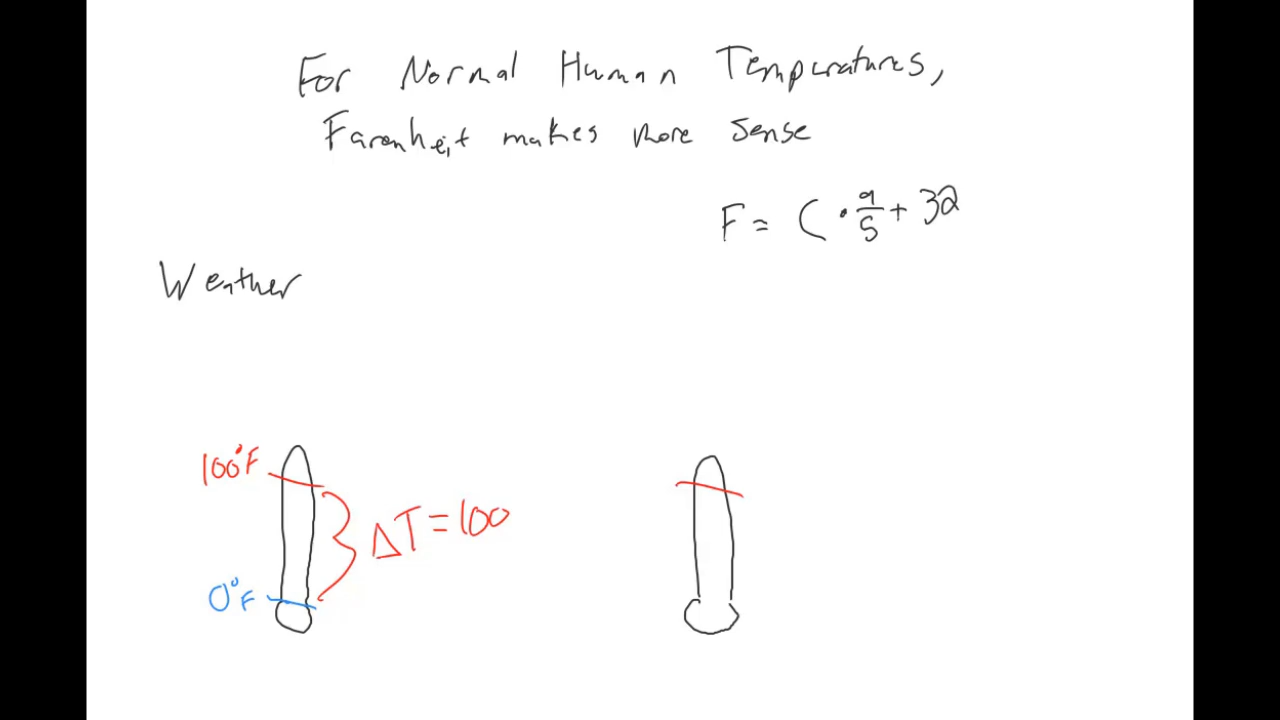 For Normal Human Temperatures,
Farenheit makes more sense
F = C · 9/5 + 32
Weather
100°F
ΔT = 100
0°F